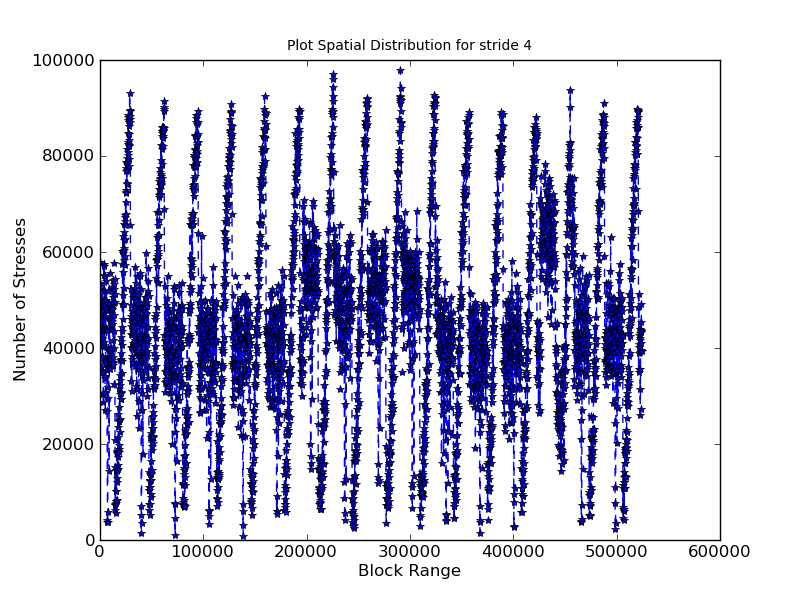 Plot Spatial Distribution for stride 4
100000
80000
60000
40000
20000
0
Number of Stresses
0 100000 200000 300000 400000 500000 600000
Block Range